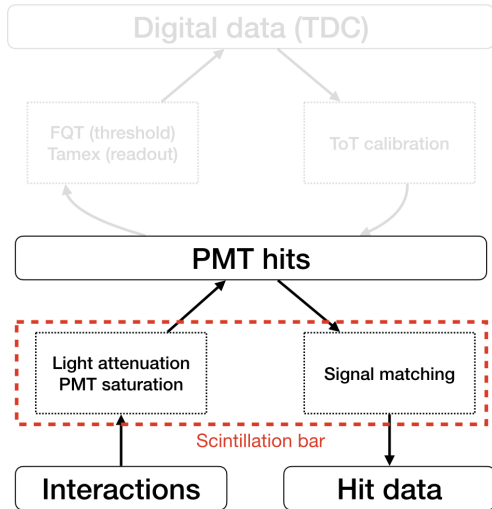 Digital data (TDC)
FQT (threshold)
Tamex (readout)
ToT calibration
PMT hits
Light attenuation
PMT saturation
Signal matching
Scintillation bar
Interactions
Hit data